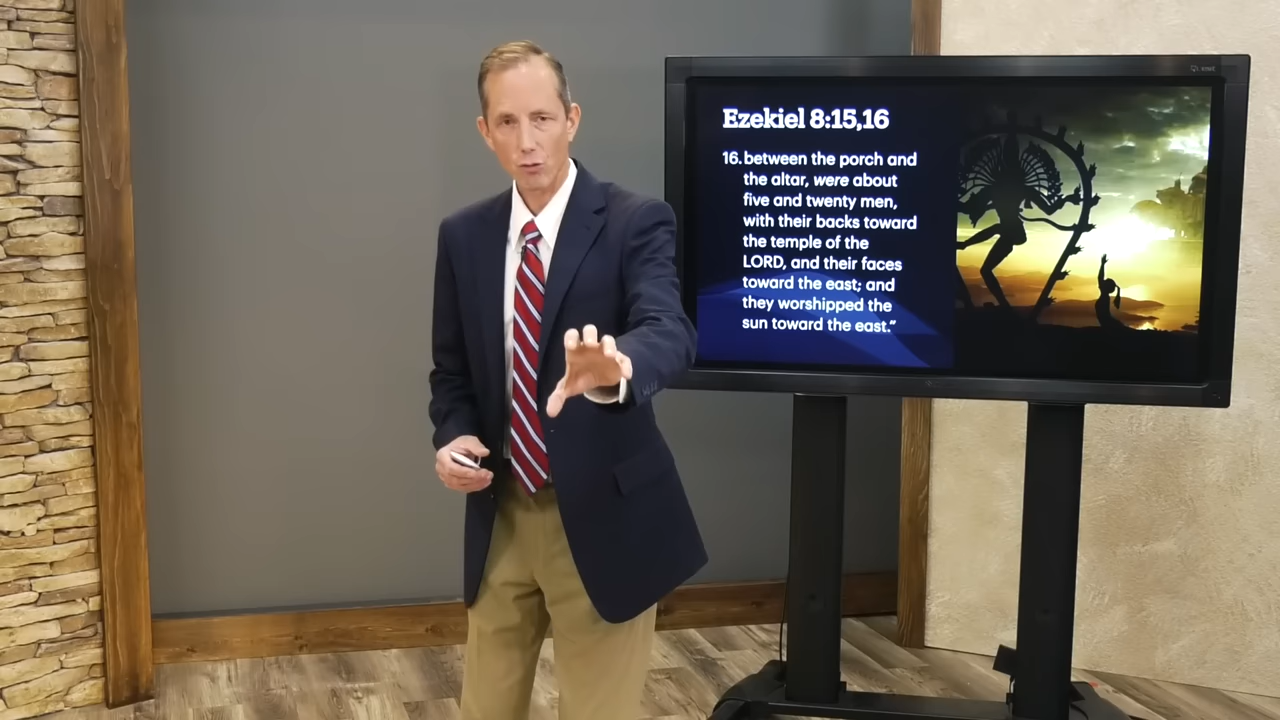 Ezekiel 8:15,16
16. between the porch and
the altar, were about
five and twenty men,
with their backs toward
the temple of the
LORD, and their faces
toward the east; and
they worshipped the
sun toward the east.”